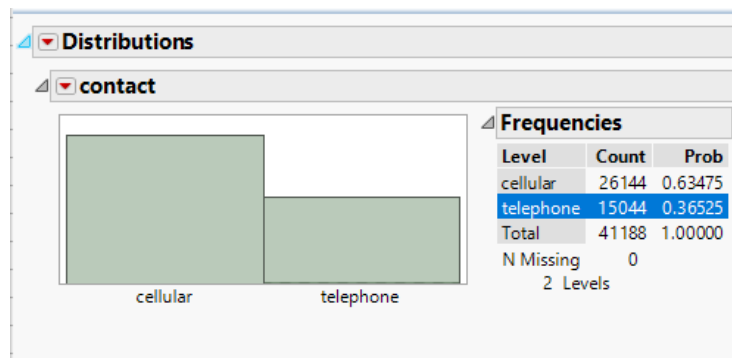 Distributions
contact
cellular telephone
Frequencies
Level Count Prob
cellular 26144 0.63475
telephone 15044 0.36525
Total 41188 1.00000
N Missing 0
2 Levels